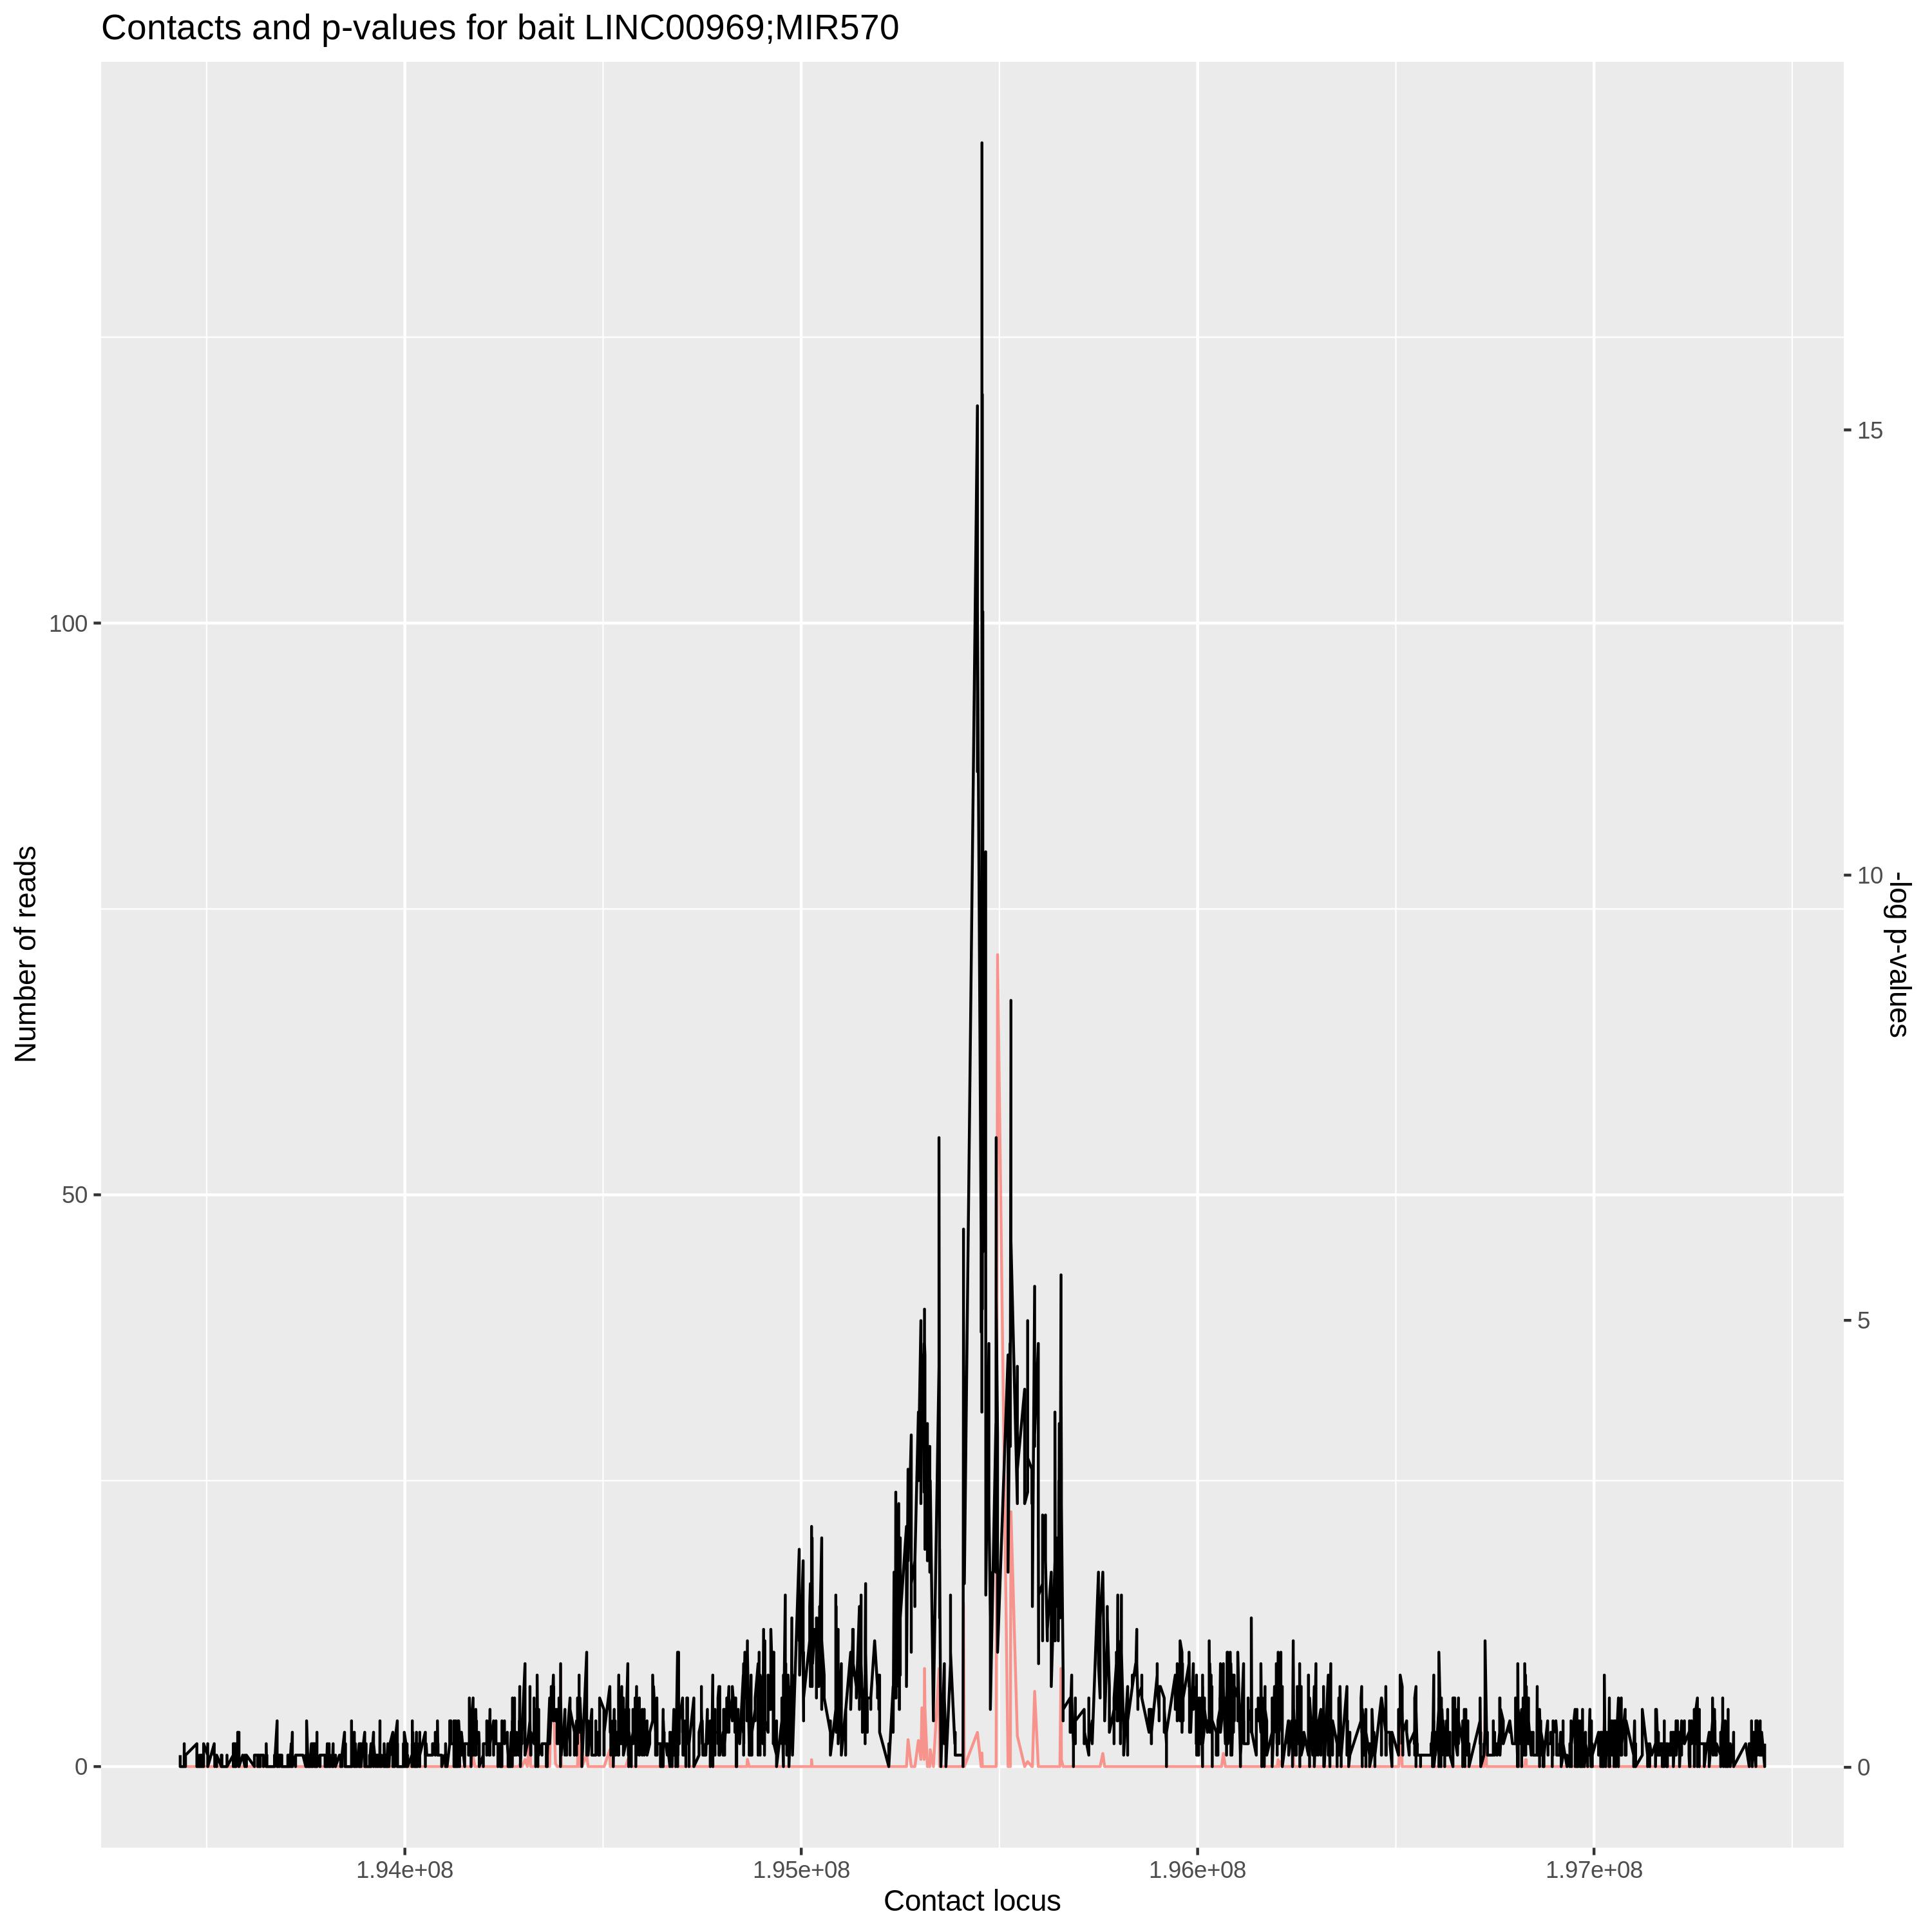 Contacts and p-values for bait LINC00969;MIR570
Number of reads
100
50
0
15
10
5
0
-log p-values
1.94e+08
1.95e+08
1.96e+08
1.97e+08
Contact locus